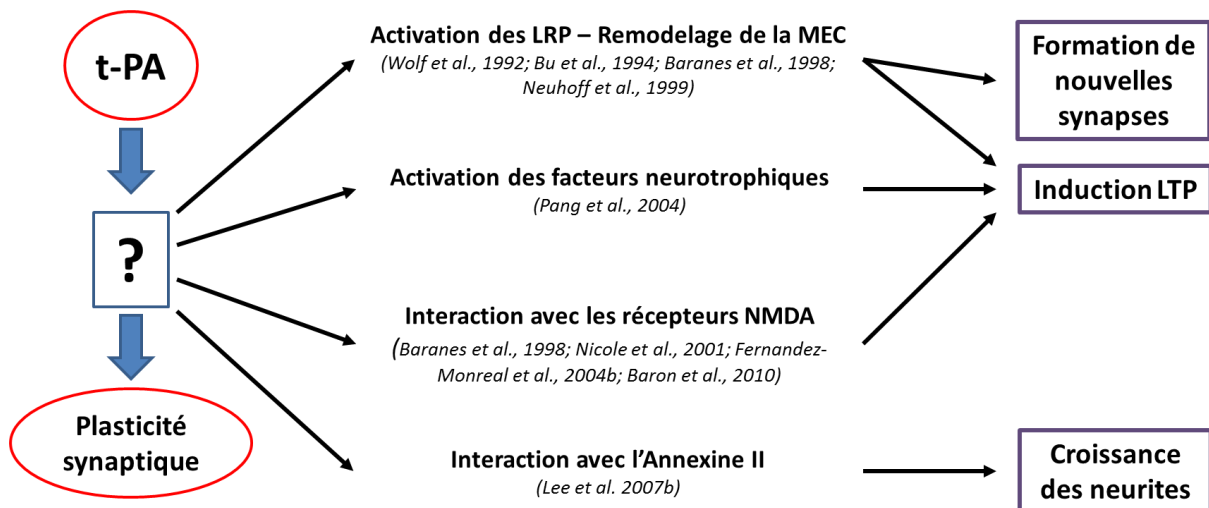 t-PA
?
Plasticité
synaptique
Activation des LRP – Remodelage de la MEC
(Wolf et al., 1992; Bu et al., 1994; Baranes et al., 1998;
Neuhoff et al., 1999)
Activation des facteurs neurotrophiques
(Pang et al., 2004)
Interaction avec les récepteurs NMDA
(Baranes et al., 1998; Nicole et al., 2001; Fernandez-
Monreal et al., 2004b; Baron et al., 2010)
Interaction avec l’Annexine II
(Lee et al. 2007b)
Formation de
nouvelles
synapses
Induction LTP
Croissance
des neurites